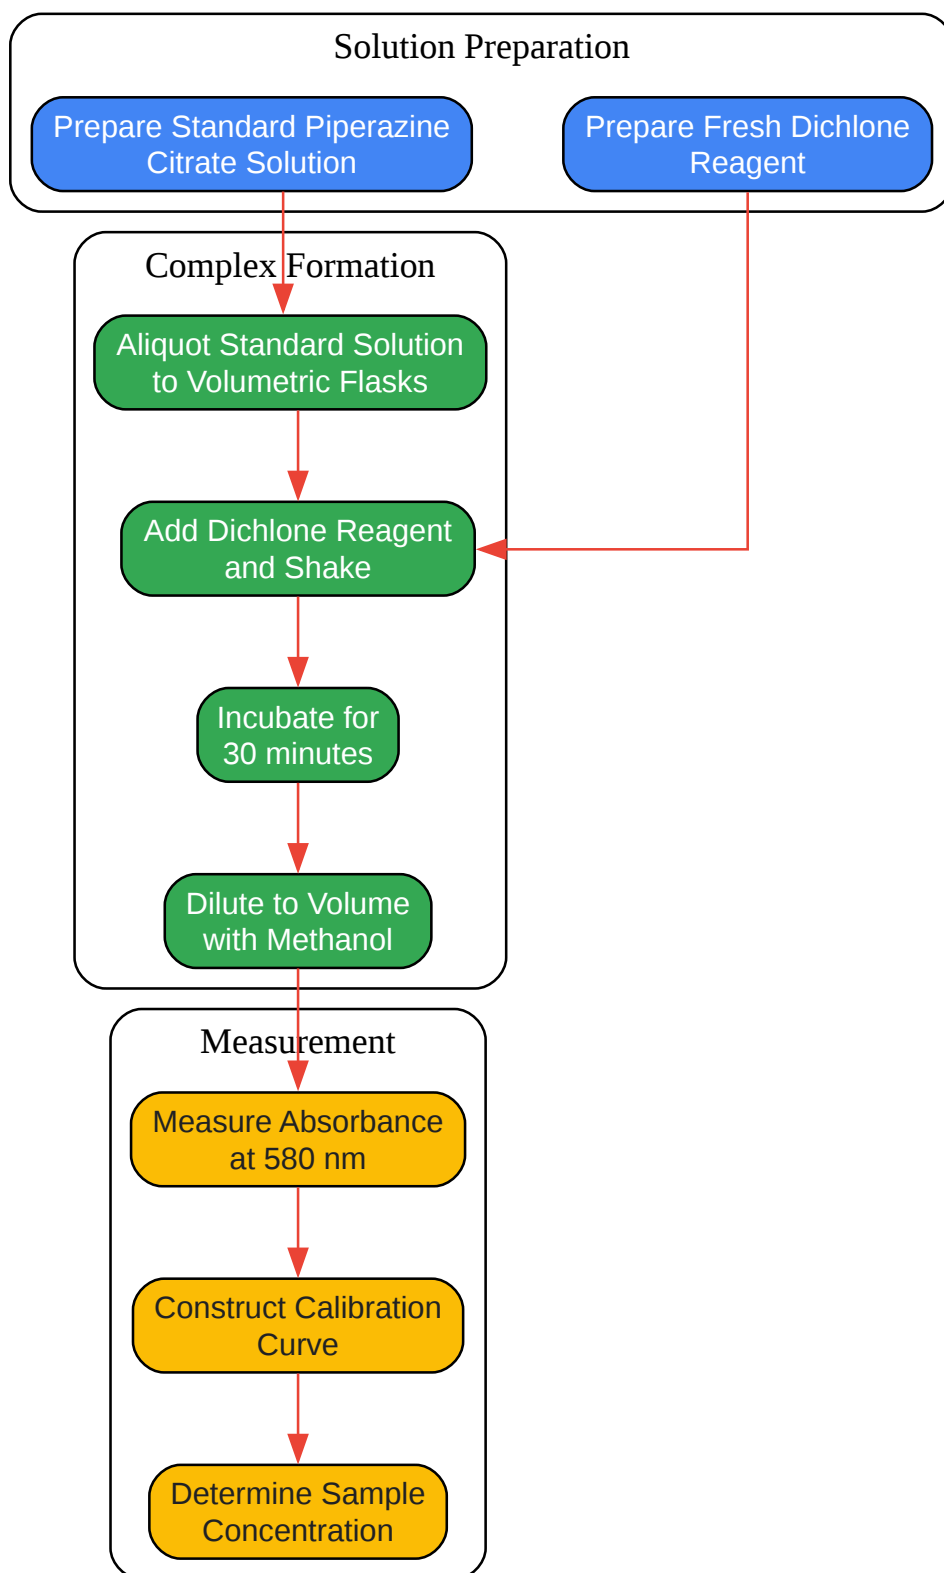 Solution Preparation
Prepare Standard Piperazine
Citrate Solution
Prepare Fresh Dichlone
Reagent
Complex Formation
Aliquot Standard Solution
to Volumetric Flasks
Add Dichlone Reagent
and Shake
Incubate for
30 minutes
Dilute to Volume
with Methanol
Measurement
Measure Absorbance
at 580 nm
Construct Calibration
Curve
Determine Sample
Concentration